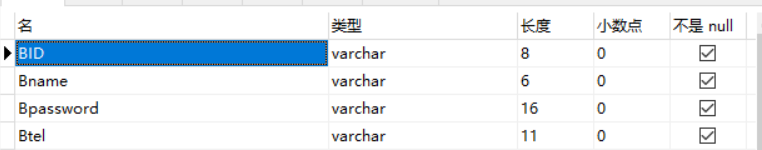 名 类型 长度 小数点 不是 null
BID varchar 8 0
Bname varchar 6 0
Bpassword varchar 16 0
Btel varchar 11 0